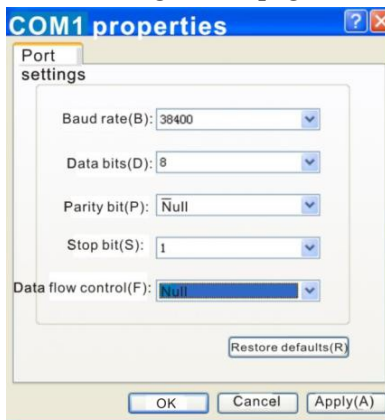 COM1 properties
Port
settings
Baud rate(B): 38400
Data bits(D): 8
Parity bit(P): Null
Stop bit(S): 1
Data flow control(F): Null
Restore defaults(R)
OK Cancel Apply(A)